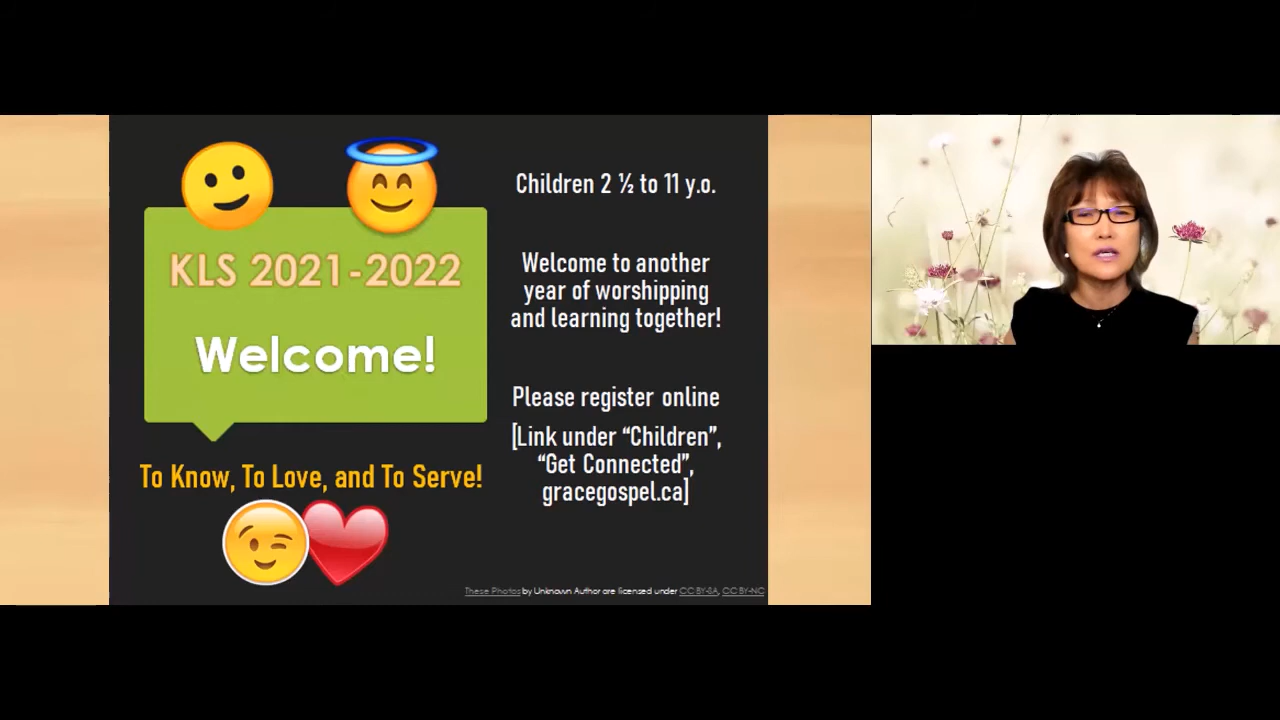 KLS 2021-2022
Welcome!
To Know, To Love, and To Serve!
Children 2 ½ to 11 y.o.
Welcome to another
year of worshipping
and learning together!
Please register online
[Link under “Children”,
“Get Connected”,
gracegospel.ca]
These Photos by Unknown Author are licensed under CC BY-SA, CC BY-NC